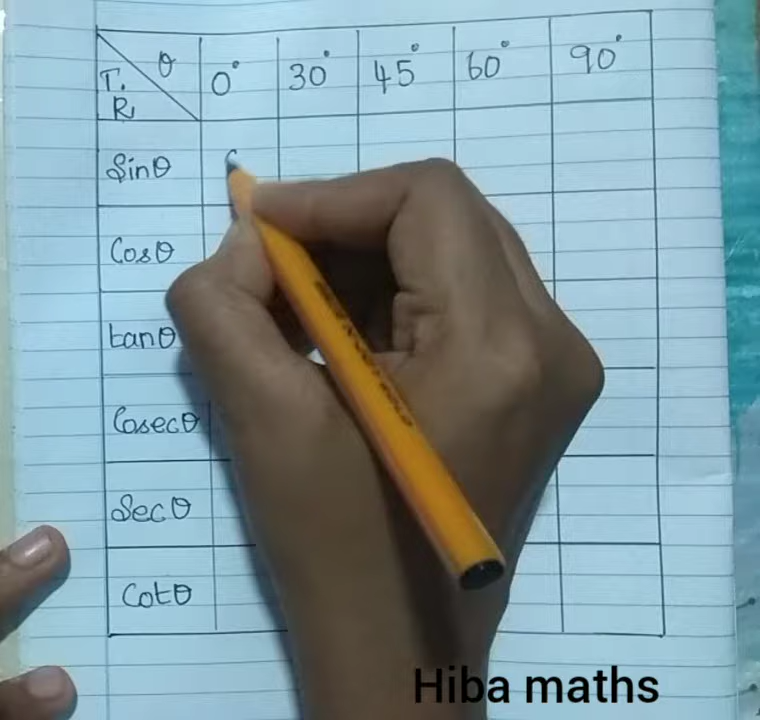 θ
T.
R
0° 30° 45° 60° 90°
Sinθ
Cosθ
tanθ
Cosecθ
Secθ
Cotθ
Hiba maths